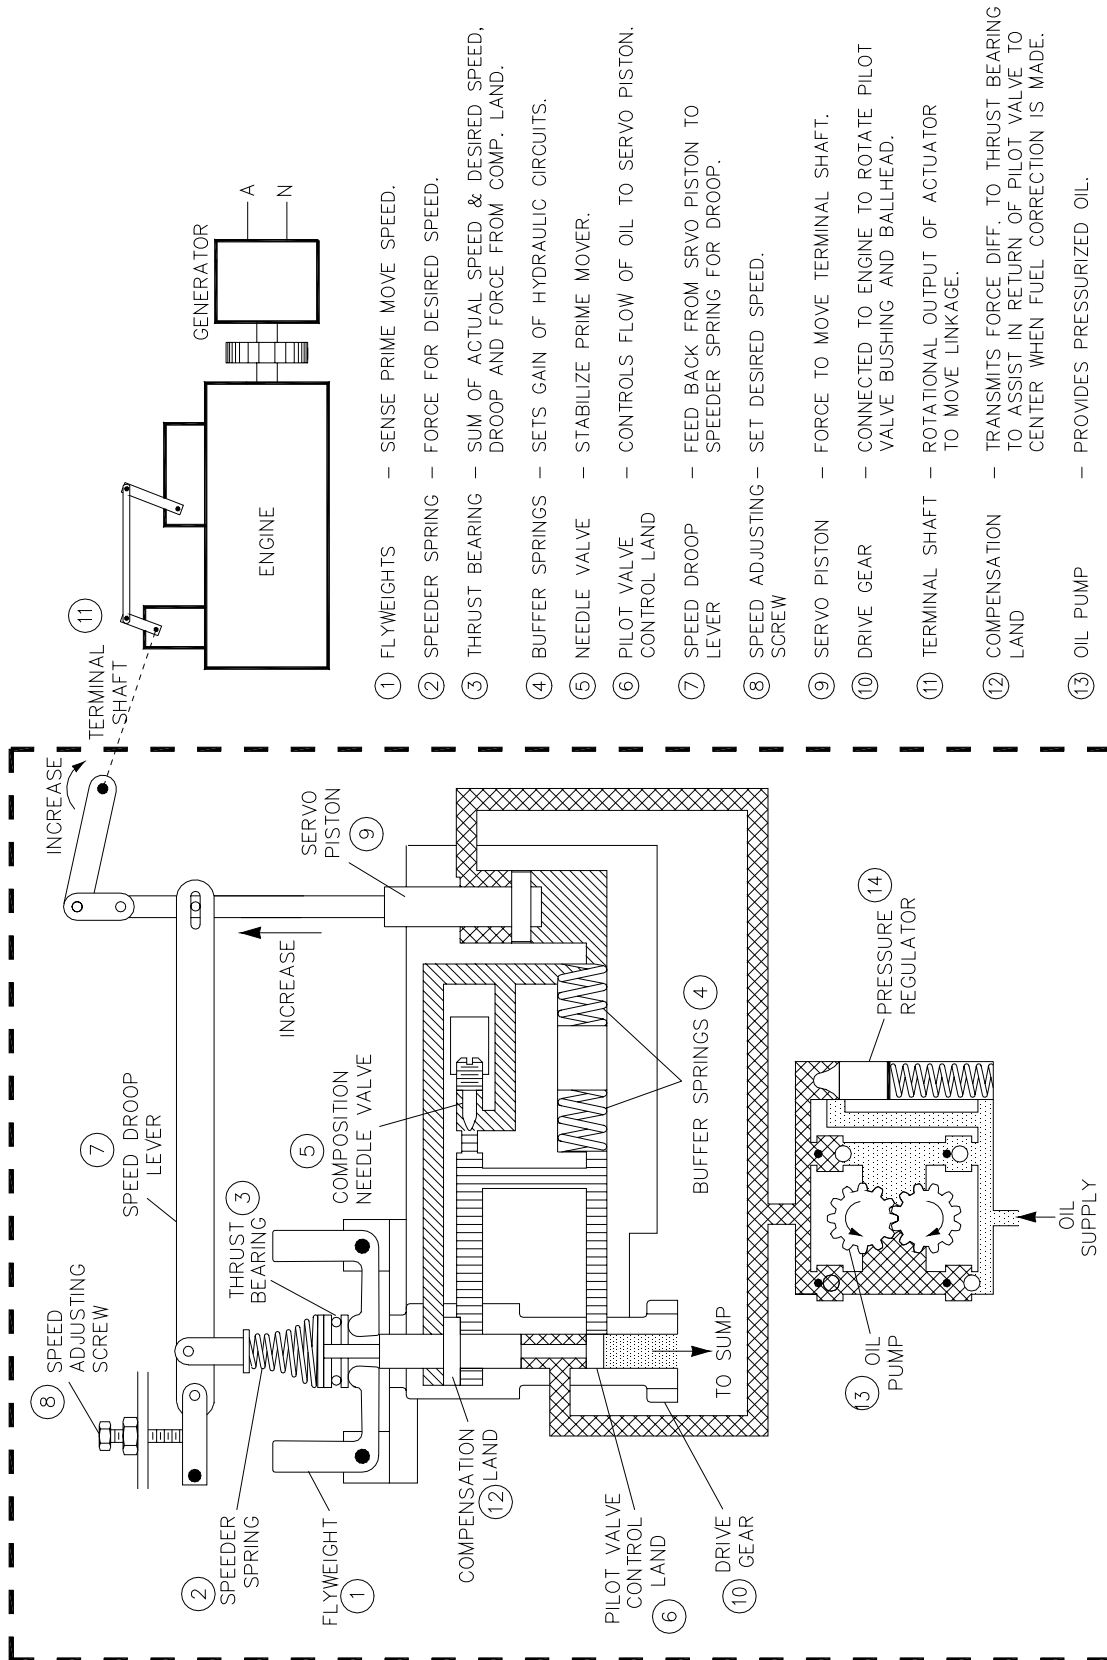 8 SPEED
ADJUSTING
SCREW
7
SPEED DROOP
LEVER
INCREASE
TERMINAL
SHAFT
11
2
SPEEDER
SPRING
FLYWEIGHT
1
THRUST 3
BEARING
5
COMPOSITION
NEEDLE VALVE
INCREASE
SERVO
PISTON
9
COMPENSATION
12 LAND
PILOT VALVE
CONTROL
LAND
6
DRIVE
10 GEAR
TO SUMP
BUFFER SPRINGS 4
13 OIL
PUMP
OIL
SUPPLY
14
PRESSURE
REGULATOR
ENGINE
GENERATOR
A
N
1 FLYWEIGHTS – SENSE PRIME MOVE SPEED.
2 SPEEDER SPRING – FORCE FOR DESIRED SPEED.
3 THRUST BEARING – SUM OF ACTUAL SPEED & DESIRED SPEED,
DROOP AND FORCE FROM COMP. LAND.
4 BUFFER SPRINGS – SETS GAIN OF HYDRAULIC CIRCUITS.
5 NEEDLE VALVE – STABILIZE PRIME MOVER.
6 PILOT VALVE – CONTROLS FLOW OF OIL TO SERVO PISTON.
CONTROL LAND
7 SPEED DROOP – FEED BACK FROM SRVO PISTON TO
LEVER SPEEDER SPRING FOR DROOP.
8 SPEED ADJUSTING – SET DESIRED SPEED.
SCREW
9 SERVO PISTON – FORCE TO MOVE TERMINAL SHAFT.
10 DRIVE GEAR – CONNECTED TO ENGINE TO ROTATE PILOT
VALVE BUSHING AND BALLHEAD.
11 TERMINAL SHAFT – ROTATIONAL OUTPUT OF ACTUATOR
TO MOVE LINKAGE.
12 COMPENSATION – TRANSMITS FORCE DIFF. TO THRUST BEARING
LAND TO ASSIST IN RETURN OF PILOT VALVE TO
CENTER WHEN FUEL CORRECTION IS MADE.
13 OIL PUMP – PROVIDES PRESSURIZED OIL.